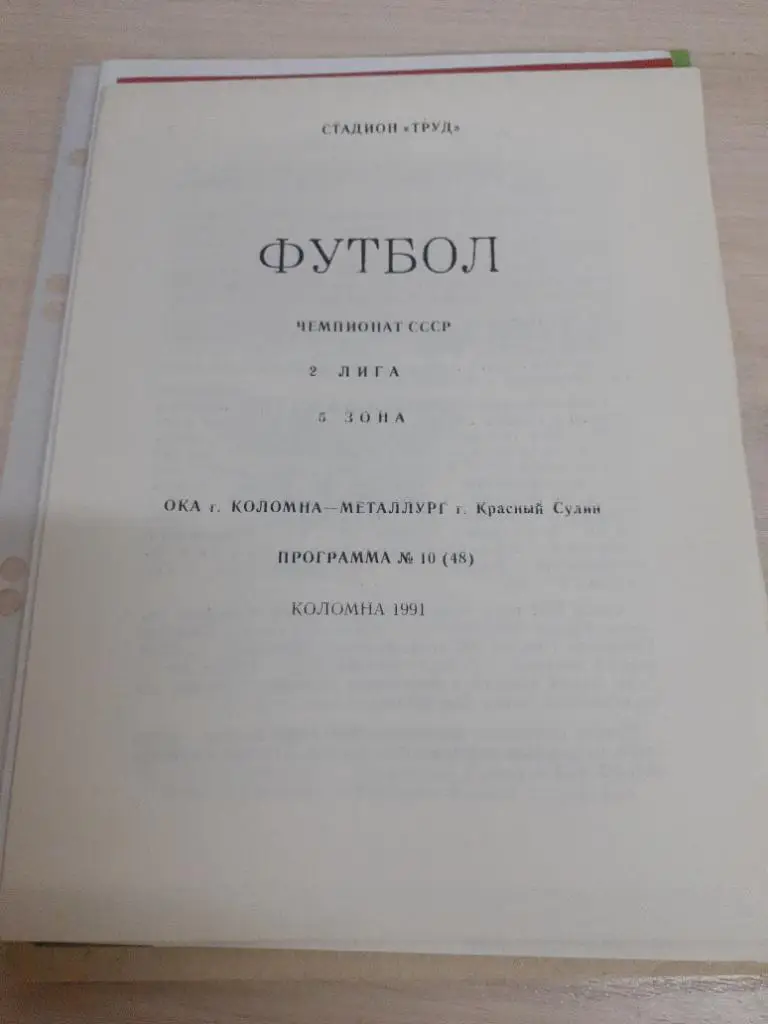 СТАДИОН «ТРУД»
ФУТБОЛ
ЧЕМПИОНАТ СССР
2 ЛИГА
5 ЗОНА
ОКА г. КОЛОМНА—МЕТАЛЛУРГ г. Красный Сулин
ПРОГРАММА № 10 (48)
КОЛОМНА 1991